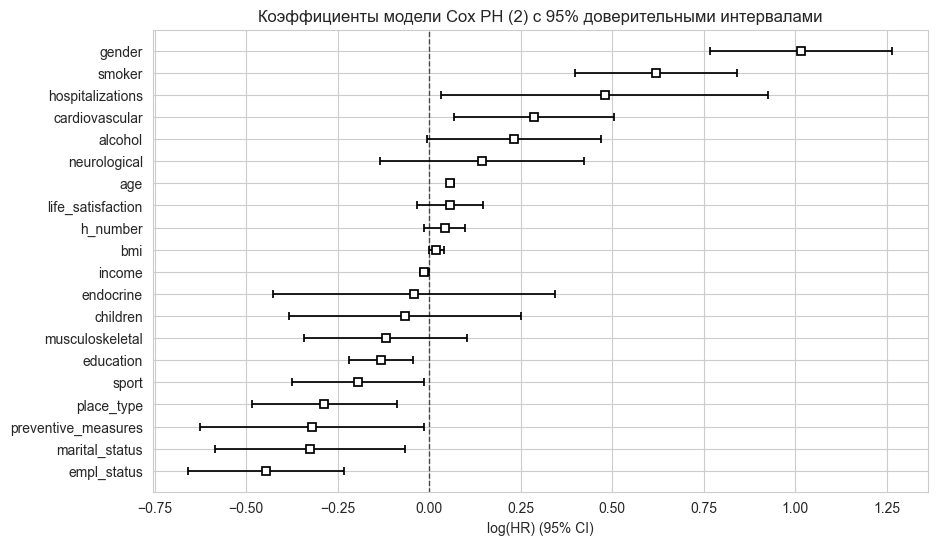 Коэффициенты модели Cox PH (2) с 95% доверительными интервалами
gender
smoker
hospitalizations
cardiovascular
alcohol
neurological
age
life_satisfaction
h_number
bmi
income
endocrine
children
musculoskeletal
education
sport
place_type
preventive_measures
marital_status
empl_status
−0.75 −0.50 −0.25 0.00 0.25 0.50 0.75 1.00 1.25
log(HR) (95% CI)